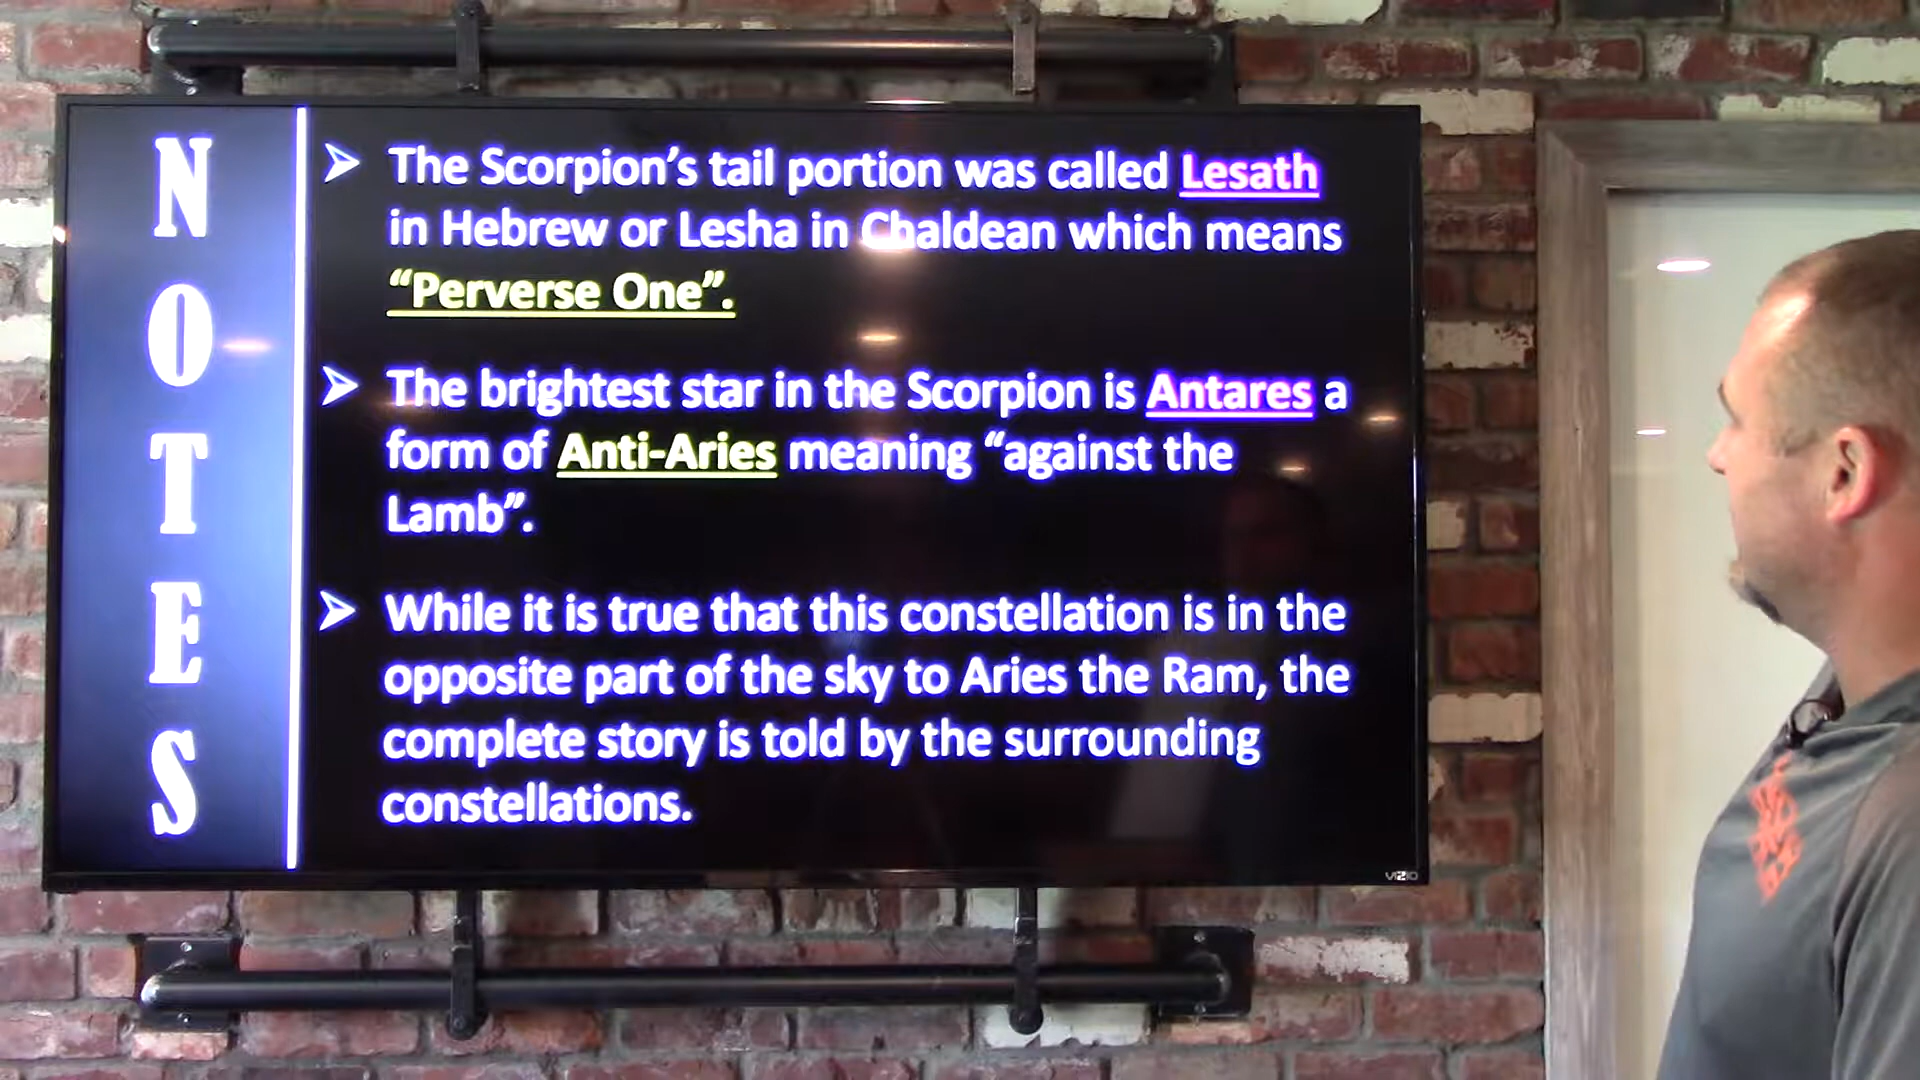 NOTES
➢ The Scorpion's tail portion was called Lesath
in Hebrew or Lesha in Chaldean which means
“Perverse One”.
➢ The brightest star in the Scorpion is Antares a
form of Anti-Aries meaning “against the
Lamb”.
➢ While it is true that this constellation is in the
opposite part of the sky to Aries the Ram, the
complete story is told by the surrounding
constellations.
VIZIO